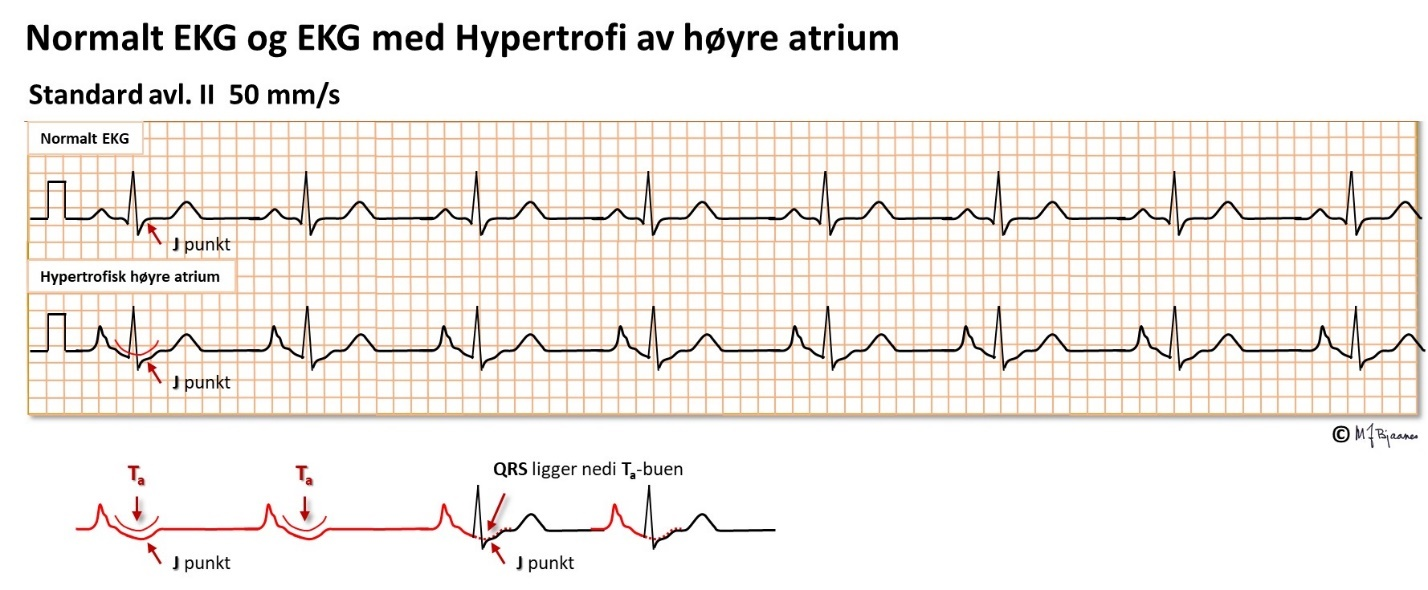 Normalt EKG og EKG med Hypertrofi av høyre atrium
Standard avl. II 50 mm/s
Normalt EKG
J punkt
Hypertrofisk høyre atrium
J punkt
© MJBjaanes
Ta
Ta
QRS ligger nedi Ta-buen
J punkt
J punkt